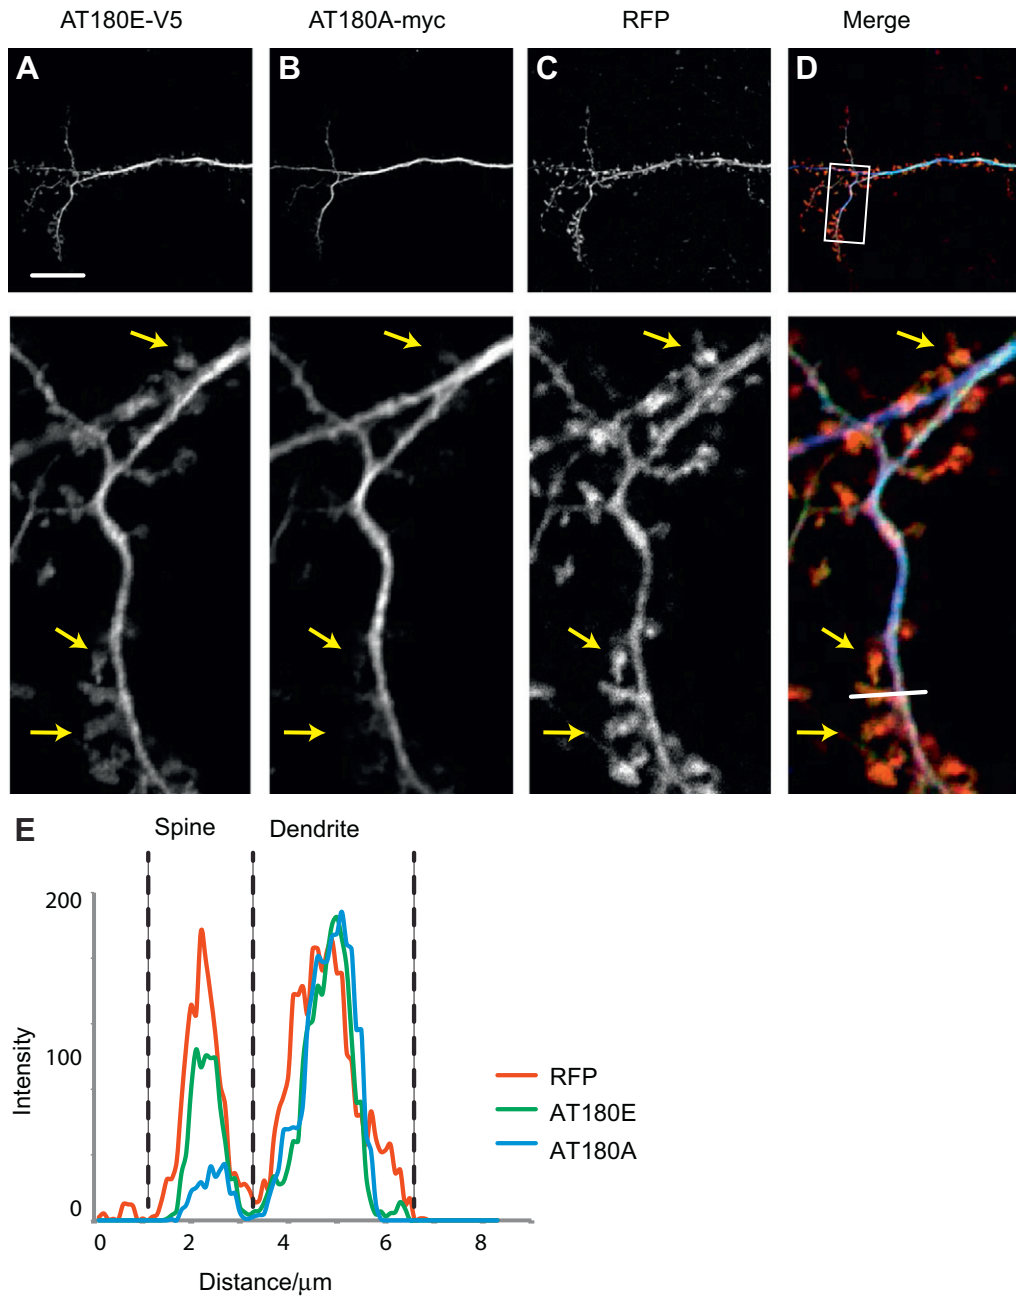 AT180E-V5
AT180A-myc
RFP
Merge
A
B
C
D
E
Spine
Dendrite
200
100
0
Intensity
0
2
4
6
8
Distance/μm
RFP
AT180E
AT180A